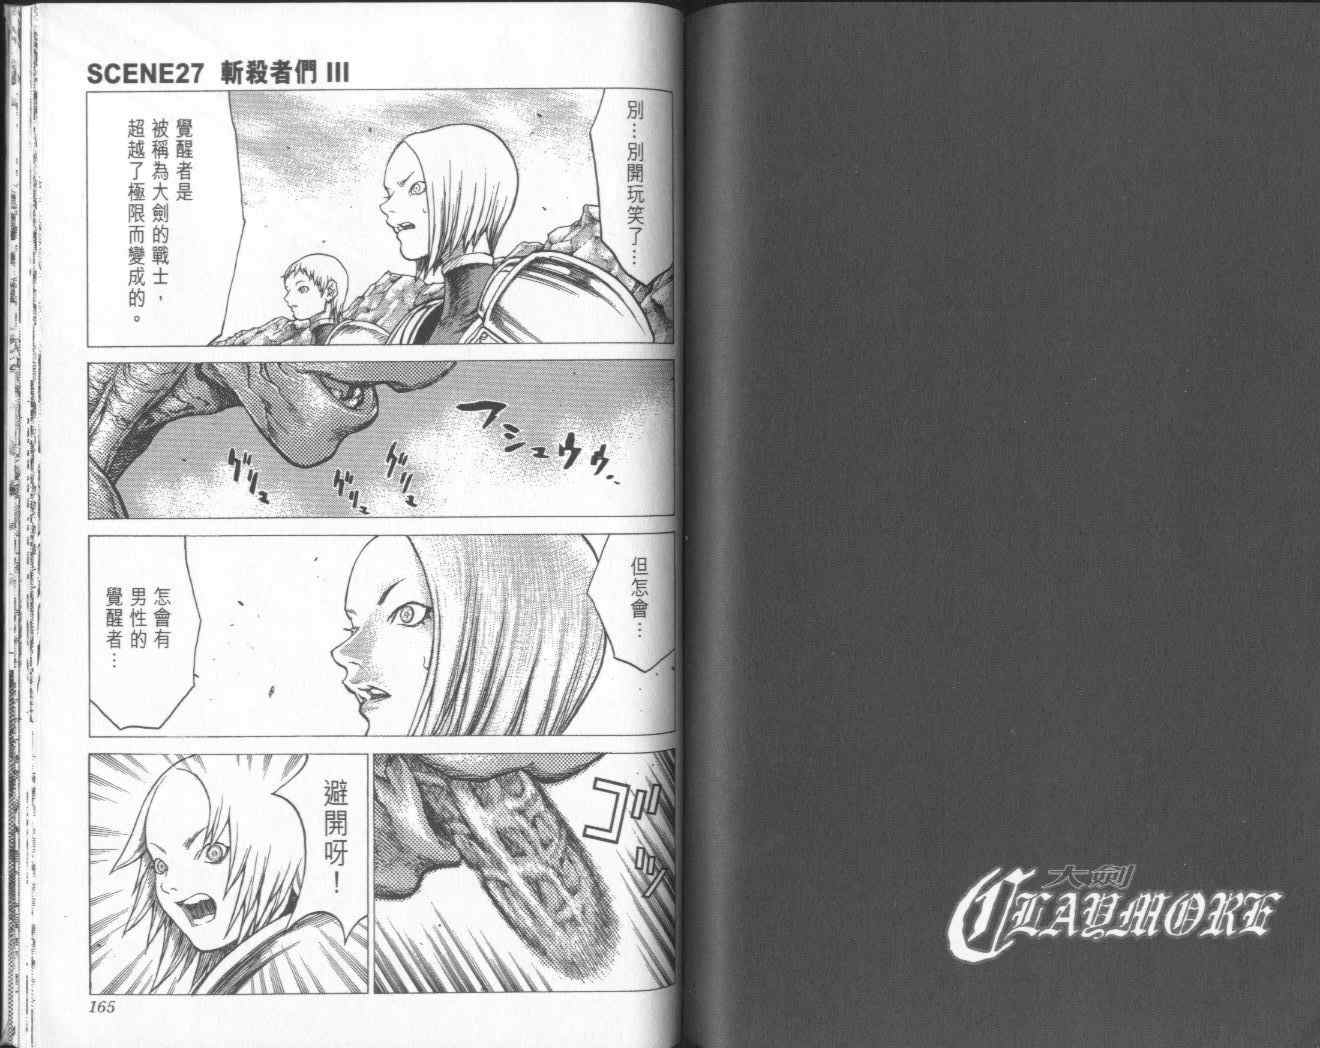 SCENE27 斬殺者們 III
別…別開玩笑了…
覺醒者是
被稱為大劍的戰士，
超越了極限而變成的。
フシュウウ..
グリュ
グリュ
グリュ
但怎會…
怎會有
男性的
覺醒者…
ゴッ
避開呀！
165
大劍
CLAYMORE